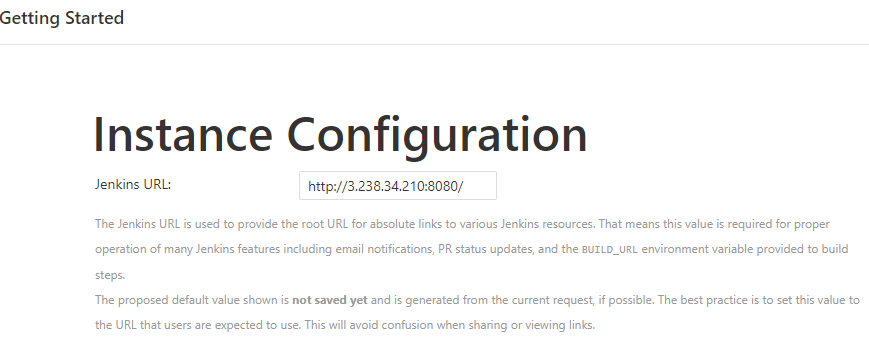 Getting Started
Instance Configuration
Jenkins URL: http://3.238.34.210:8080/
The Jenkins URL is used to provide the root URL for absolute links to various Jenkins resources. That means this value is required for proper
operation of many Jenkins features including email notifications, PR status updates, and the BUILD_URL environment variable provided to build
steps.
The proposed default value shown is not saved yet and is generated from the current request, if possible. The best practice is to set this value to
the URL that users are expected to use. This will avoid confusion when sharing or viewing links.